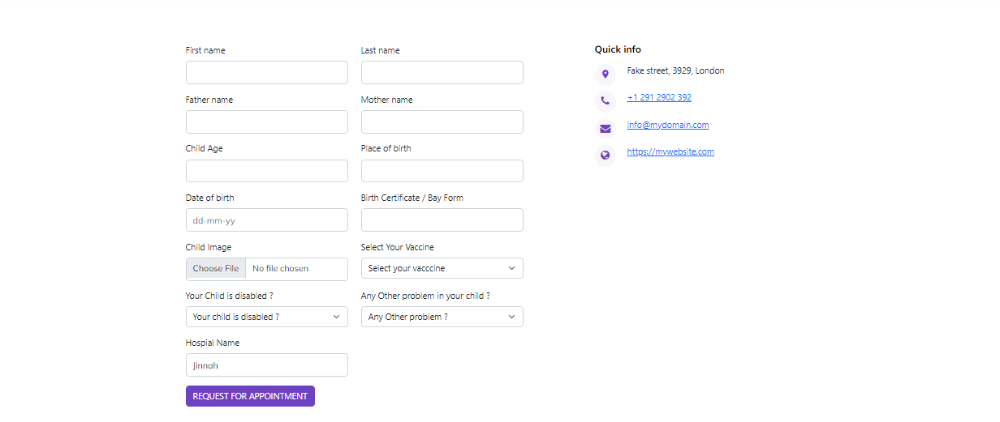 First name
Last name
Father name
Mother name
Child Age
Place of birth
Date of birth
dd-mm-yy
Birth Certificate / Bay Form
Child Image
Choose File No file chosen
Select Your Vaccine
Select your vacccine
Your Child is disabled ?
Your child is disabled ?
Any Other problem in your child ?
Any Other problem ?
Hospial Name
Jinnah
REQUEST FOR APPOINTMENT
Quick info
Fake street, 3929, London
+1 291 2902 392
info@mydomain.com
https://mywebsite.com